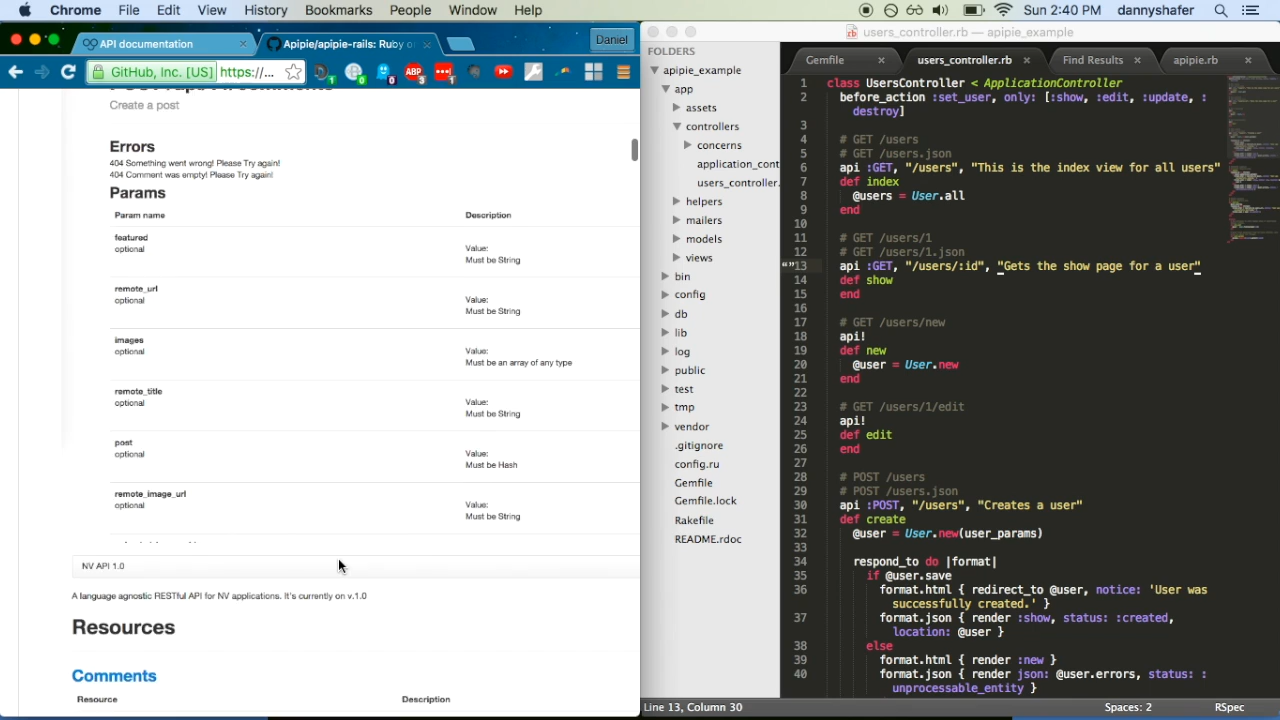 Chrome File Edit View History Bookmarks People Window Help
Sun 2:40 PM dannyshafer
API documentation
Apipie/apipie-rails: Ruby o
Daniel
GitHub, Inc. [US] https://...
users_controller.rb — apipie_example
FOLDERS
apipie_example
app
assets
controllers
concerns
application_cont
users_controller.
helpers
mailers
models
views
bin
config
db
lib
log
public
test
tmp
vendor
.gitignore
config.ru
Gemfile
Gemfile.lock
Rakefile
README.rdoc
Gemfile
users_controller.rb
Find Results
apipie.rb
Create a post
Errors
404 Something went wrong! Please Try again!
404 Comment was empty! Please Try again!
Params
Param name Description
featured
optional
Value:
Must be String
remote_url
optional
Value:
Must be String
images
optional
Value:
Must be an array of any type
remote_title
optional
Value:
Must be String
post
optional
Value:
Must be Hash
remote_image_url
optional
Value:
Must be String
NV API 1.0
A language agnostic RESTful API for NV applications. It's currently on v.1.0
Resources
Comments
Resource Description
1 class UsersController < ApplicationController
2 before_action :set_user, only: [:show, :edit, :update, :
destroy]
3
4 # GET /users
5 # GET /users.json
6 api :GET, "/users", "This is the index view for all users"
7 def index
8 @users = User.all
9 end
10
11 # GET /users/1
12 # GET /users/1.json
13 api :GET, "/users/:id", "Gets the show page for a user"
14 def show
15 end
16
17 # GET /users/new
18 api!
19 def new
20 @user = User.new
21 end
22
23 # GET /users/1/edit
24 api!
25 def edit
26 end
27
28 # POST /users
29 # POST /users.json
30 api :POST, "/users", "Creates a user"
31 def create
32 @user = User.new(user_params)
33
34 respond_to do |format|
35 if @user.save
36 format.html { redirect_to @user, notice: 'User was
successfully created.' }
37 format.json { render :show, status: :created,
location: @user }
38 else
39 format.html { render :new }
40 format.json { render json: @user.errors, status: :
unprocessable_entity }
Line 13, Column 30 Spaces: 2 RSpec